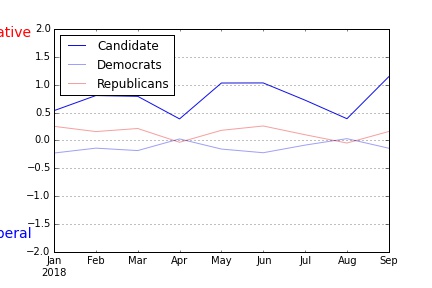 2.0
ative
1.5
1.0
0.5
0.0
−0.5
−1.0
−1.5
peral
−2.0
Candidate
Democrats
Republicans
Jan Feb Mar Apr May Jun Jul Aug Sep
2018